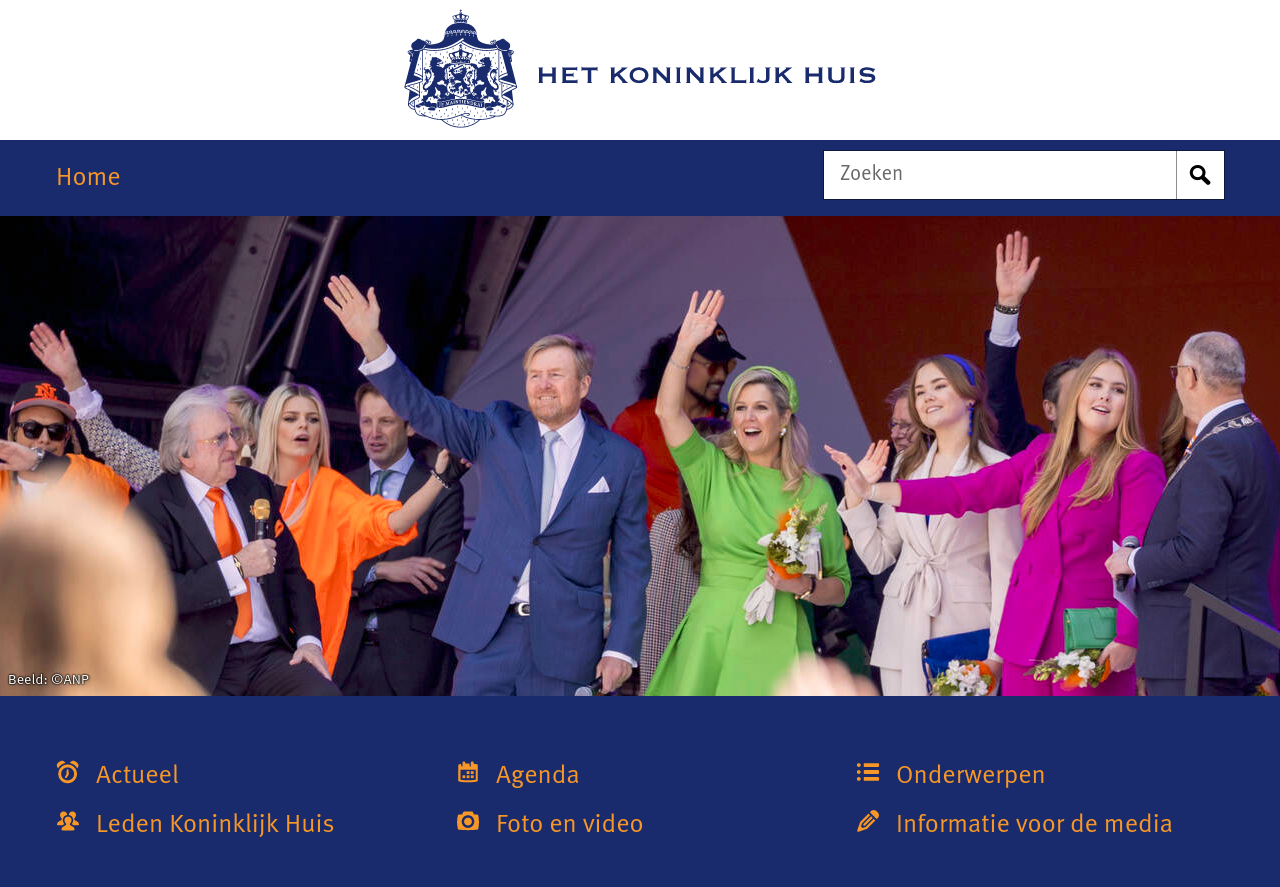 HET KONINKLIJK HUIS
Home
Zoeken
Beeld: ©ANP
Actueel
Agenda
Onderwerpen
Leden Koninklijk Huis
Foto en video
Informatie voor de media